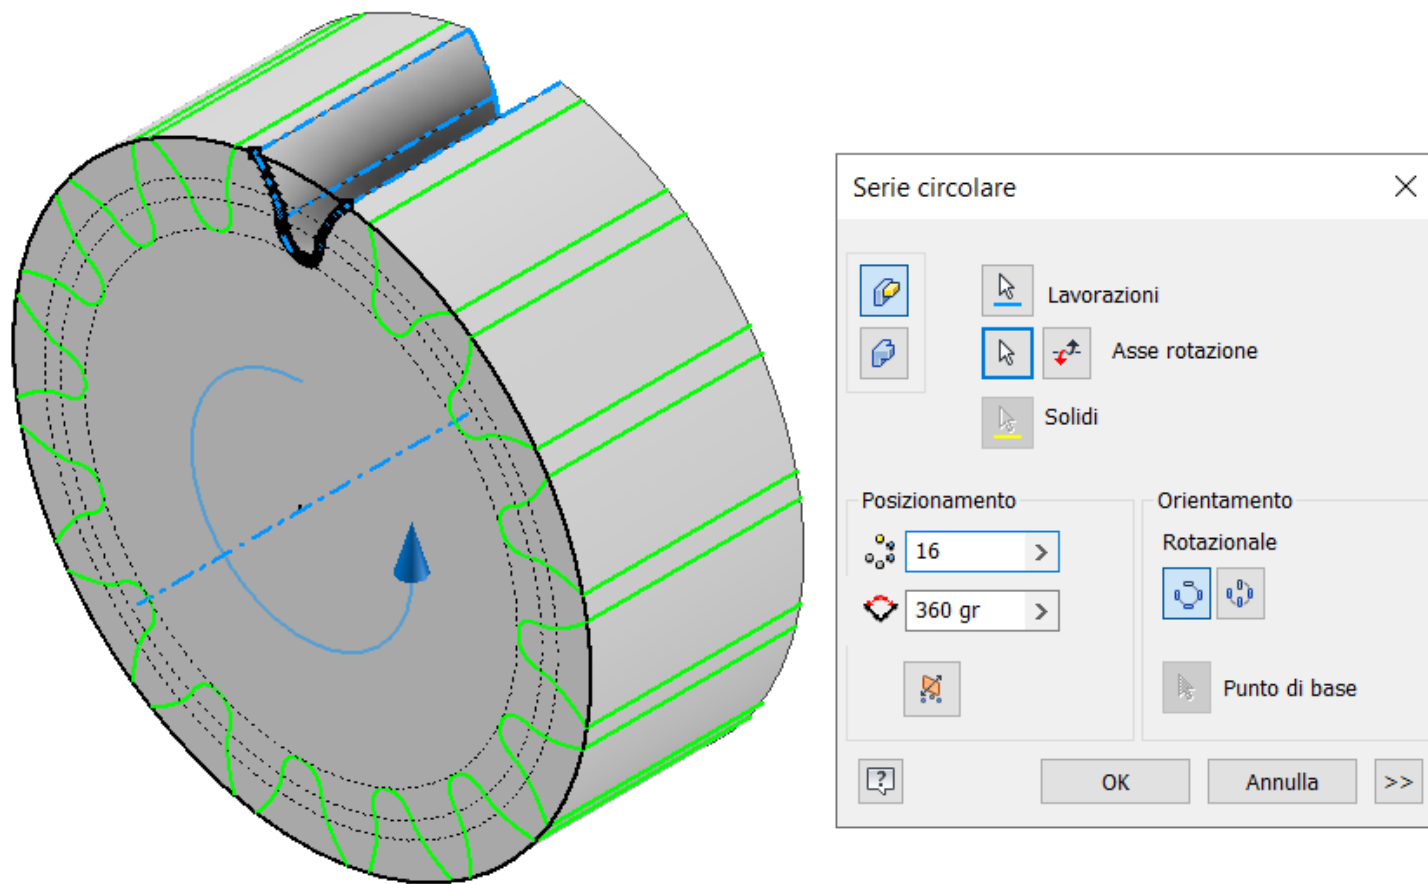 Serie circolare
Lavorazioni
Asse rotazione
Solidi
Posizionamento
Orientamento
16
Rotazionale
360 gr
Punto di base
?
OK
Annulla
>>